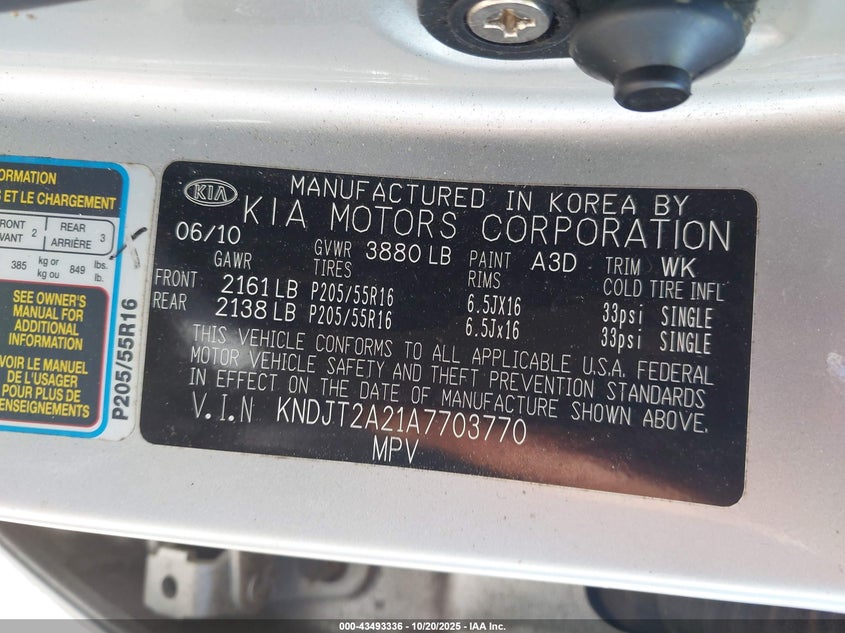 ORMATION
S ET LE CHARGEMENT
FRONT 2 REAR 3
VANT ARRIÈRE
385 kg or 849 lbs.
kg ou lb.
SEE OWNER'S
MANUAL FOR
ADDITIONAL
INFORMATION
VOIR LE MANUEL
DE L'USAGER
POUR PLUS DE
RENSEIGNEMENTS
P205/55R16
KIA
MANUFACTURED IN KOREA BY
KIA MOTORS CORPORATION
06/10 GVWR 3880 LB PAINT A3D TRIM WK
GAWR TIRES RIMS COLD TIRE INFL
FRONT 2161 LB P205/55R16 6.5JX16 33psi SINGLE
REAR 2138 LB P205/55R16 6.5Jx16 33psi SINGLE
THIS VEHICLE CONFORMS TO ALL APPLICABLE U.S.A. FEDERAL
MOTOR VEHICLE SAFETY AND THEFT PREVENTION STANDARDS
IN EFFECT ON THE DATE OF MANUFACTURE SHOWN ABOVE.
V.I.N KNDJT2A21A7703770
MPV
000-43493336 | 10/20/2025 | IAA Inc.